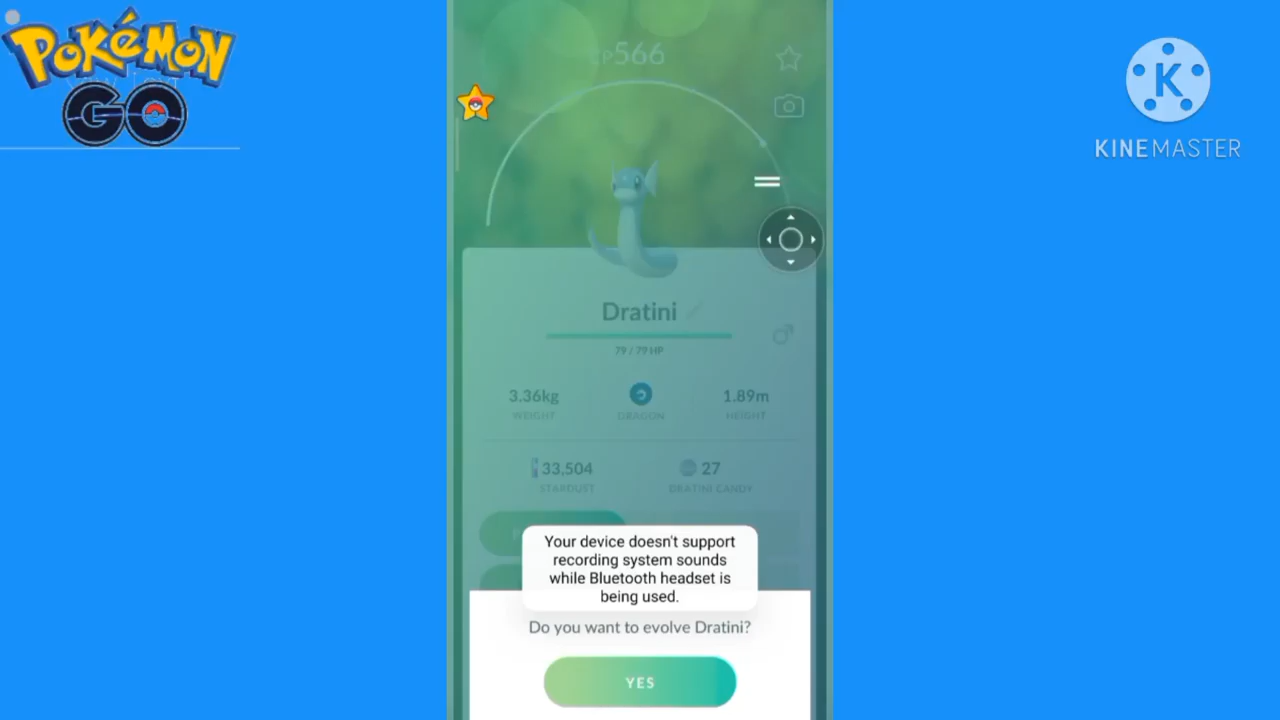 POKéMON
GO
KINEMASTER
CP566
Dratini
79 / 79 HP
3.36kg
WEIGHT
DRAGON
1.89m
HEIGHT
33,504
STARDUST
27
DRATINI CANDY
Your device doesn't support
recording system sounds
while Bluetooth headset is
being used.
Do you want to evolve Dratini?
YES